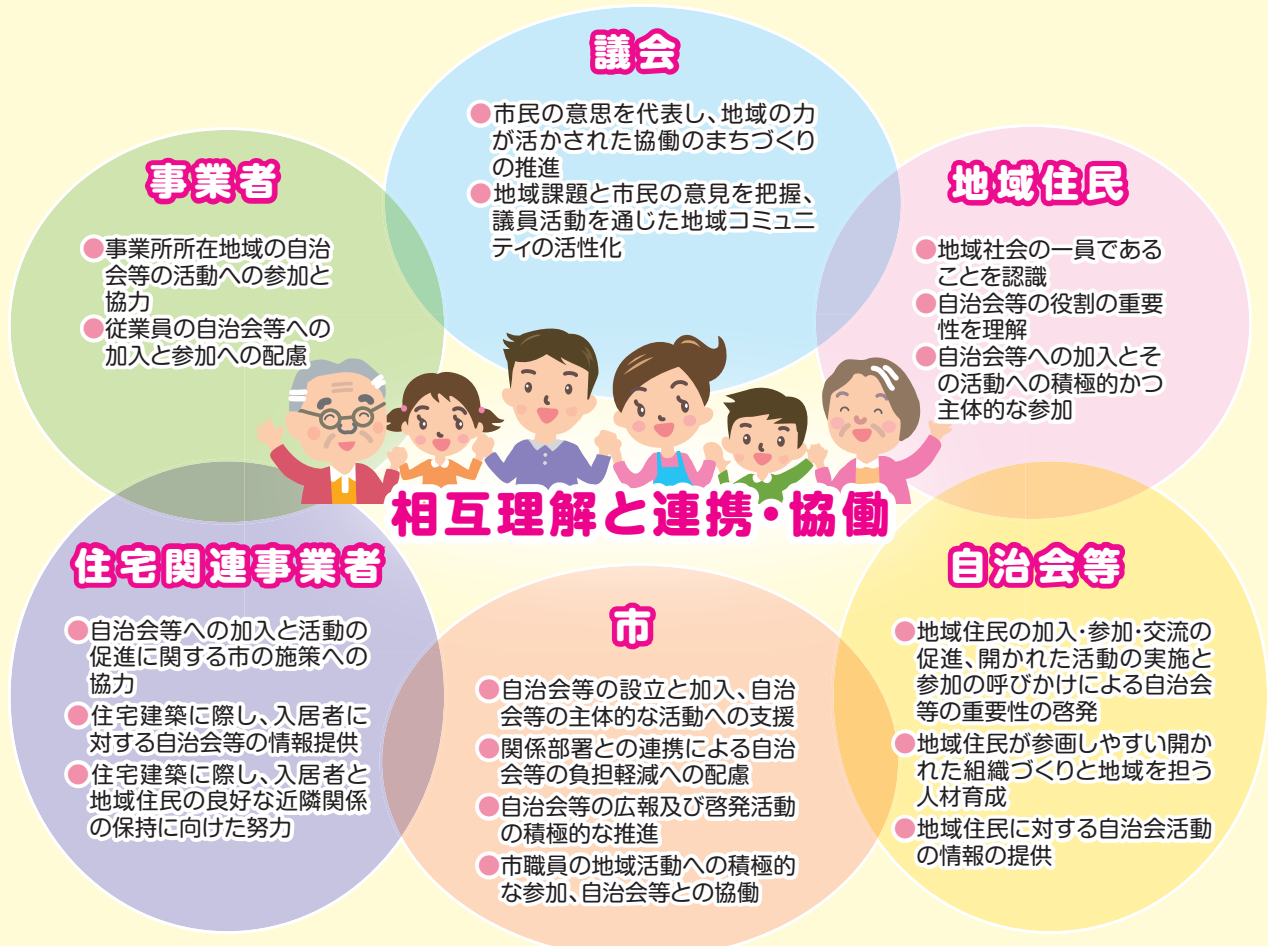 議会
●市民の意思を代表し、地域の力
が活かされた協働のまちづくり
の推進
●地域課題と市民の意見を把握、
議員活動を通じた地域コミュニ
ティの活性化
事業者
●事業所所在地域の自治
会等の活動への参加と
協力
●従業員の自治会等への
加入と参加への配慮
地域住民
●地域社会の一員である
ことを認識
●自治会等の役割の重要
性を理解
●自治会等への加入とそ
の活動への積極的かつ
主体的な参加
相互理解と連携・協働
住宅関連事業者
●自治会等への加入と活動の
促進に関する市の施策への
協力
●住宅建築に際し、入居者に
対する自治会等の情報提供
●住宅建築に際し、入居者と
地域住民の良好な近隣関係
の保持に向けた努力
市
●自治会等の設立と加入、自治
会等の主体的な活動への支援
●関係部署との連携による自治
会等の負担軽減への配慮
●自治会等の広報及び啓発活動
の積極的な推進
●市職員の地域活動への積極的
な参加、自治会等との協働
自治会等
●地域住民の加入・参加・交流の
促進、開かれた活動の実施と
参加の呼びかけによる自治会
等の重要性の啓発
●地域住民が参画しやすい開か
れた組織づくりと地域を担う
人材育成
●地域住民に対する自治会活動
の情報の提供